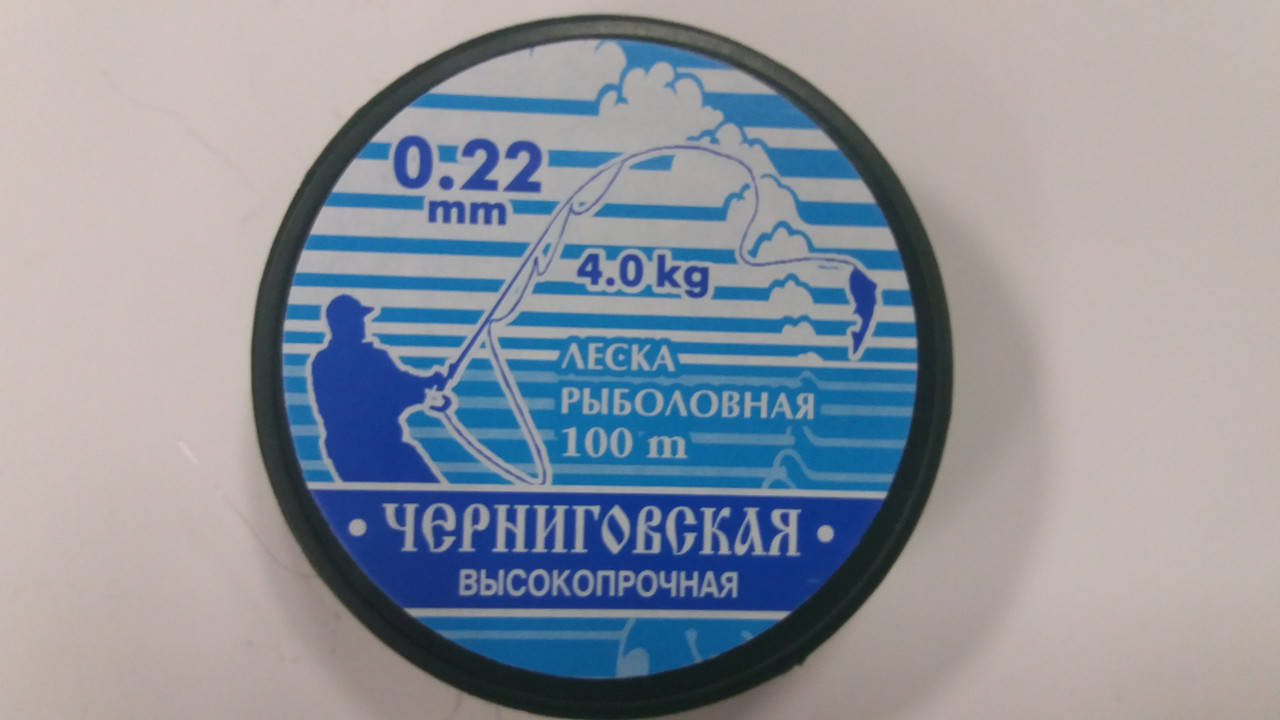 0.22
mm
4.0 kg
ЛЕСКА
РЫБОЛОВНАЯ
100 m
• ЧЕРНИГОВСКАЯ •
ВЫСОКОПРОЧНАЯ